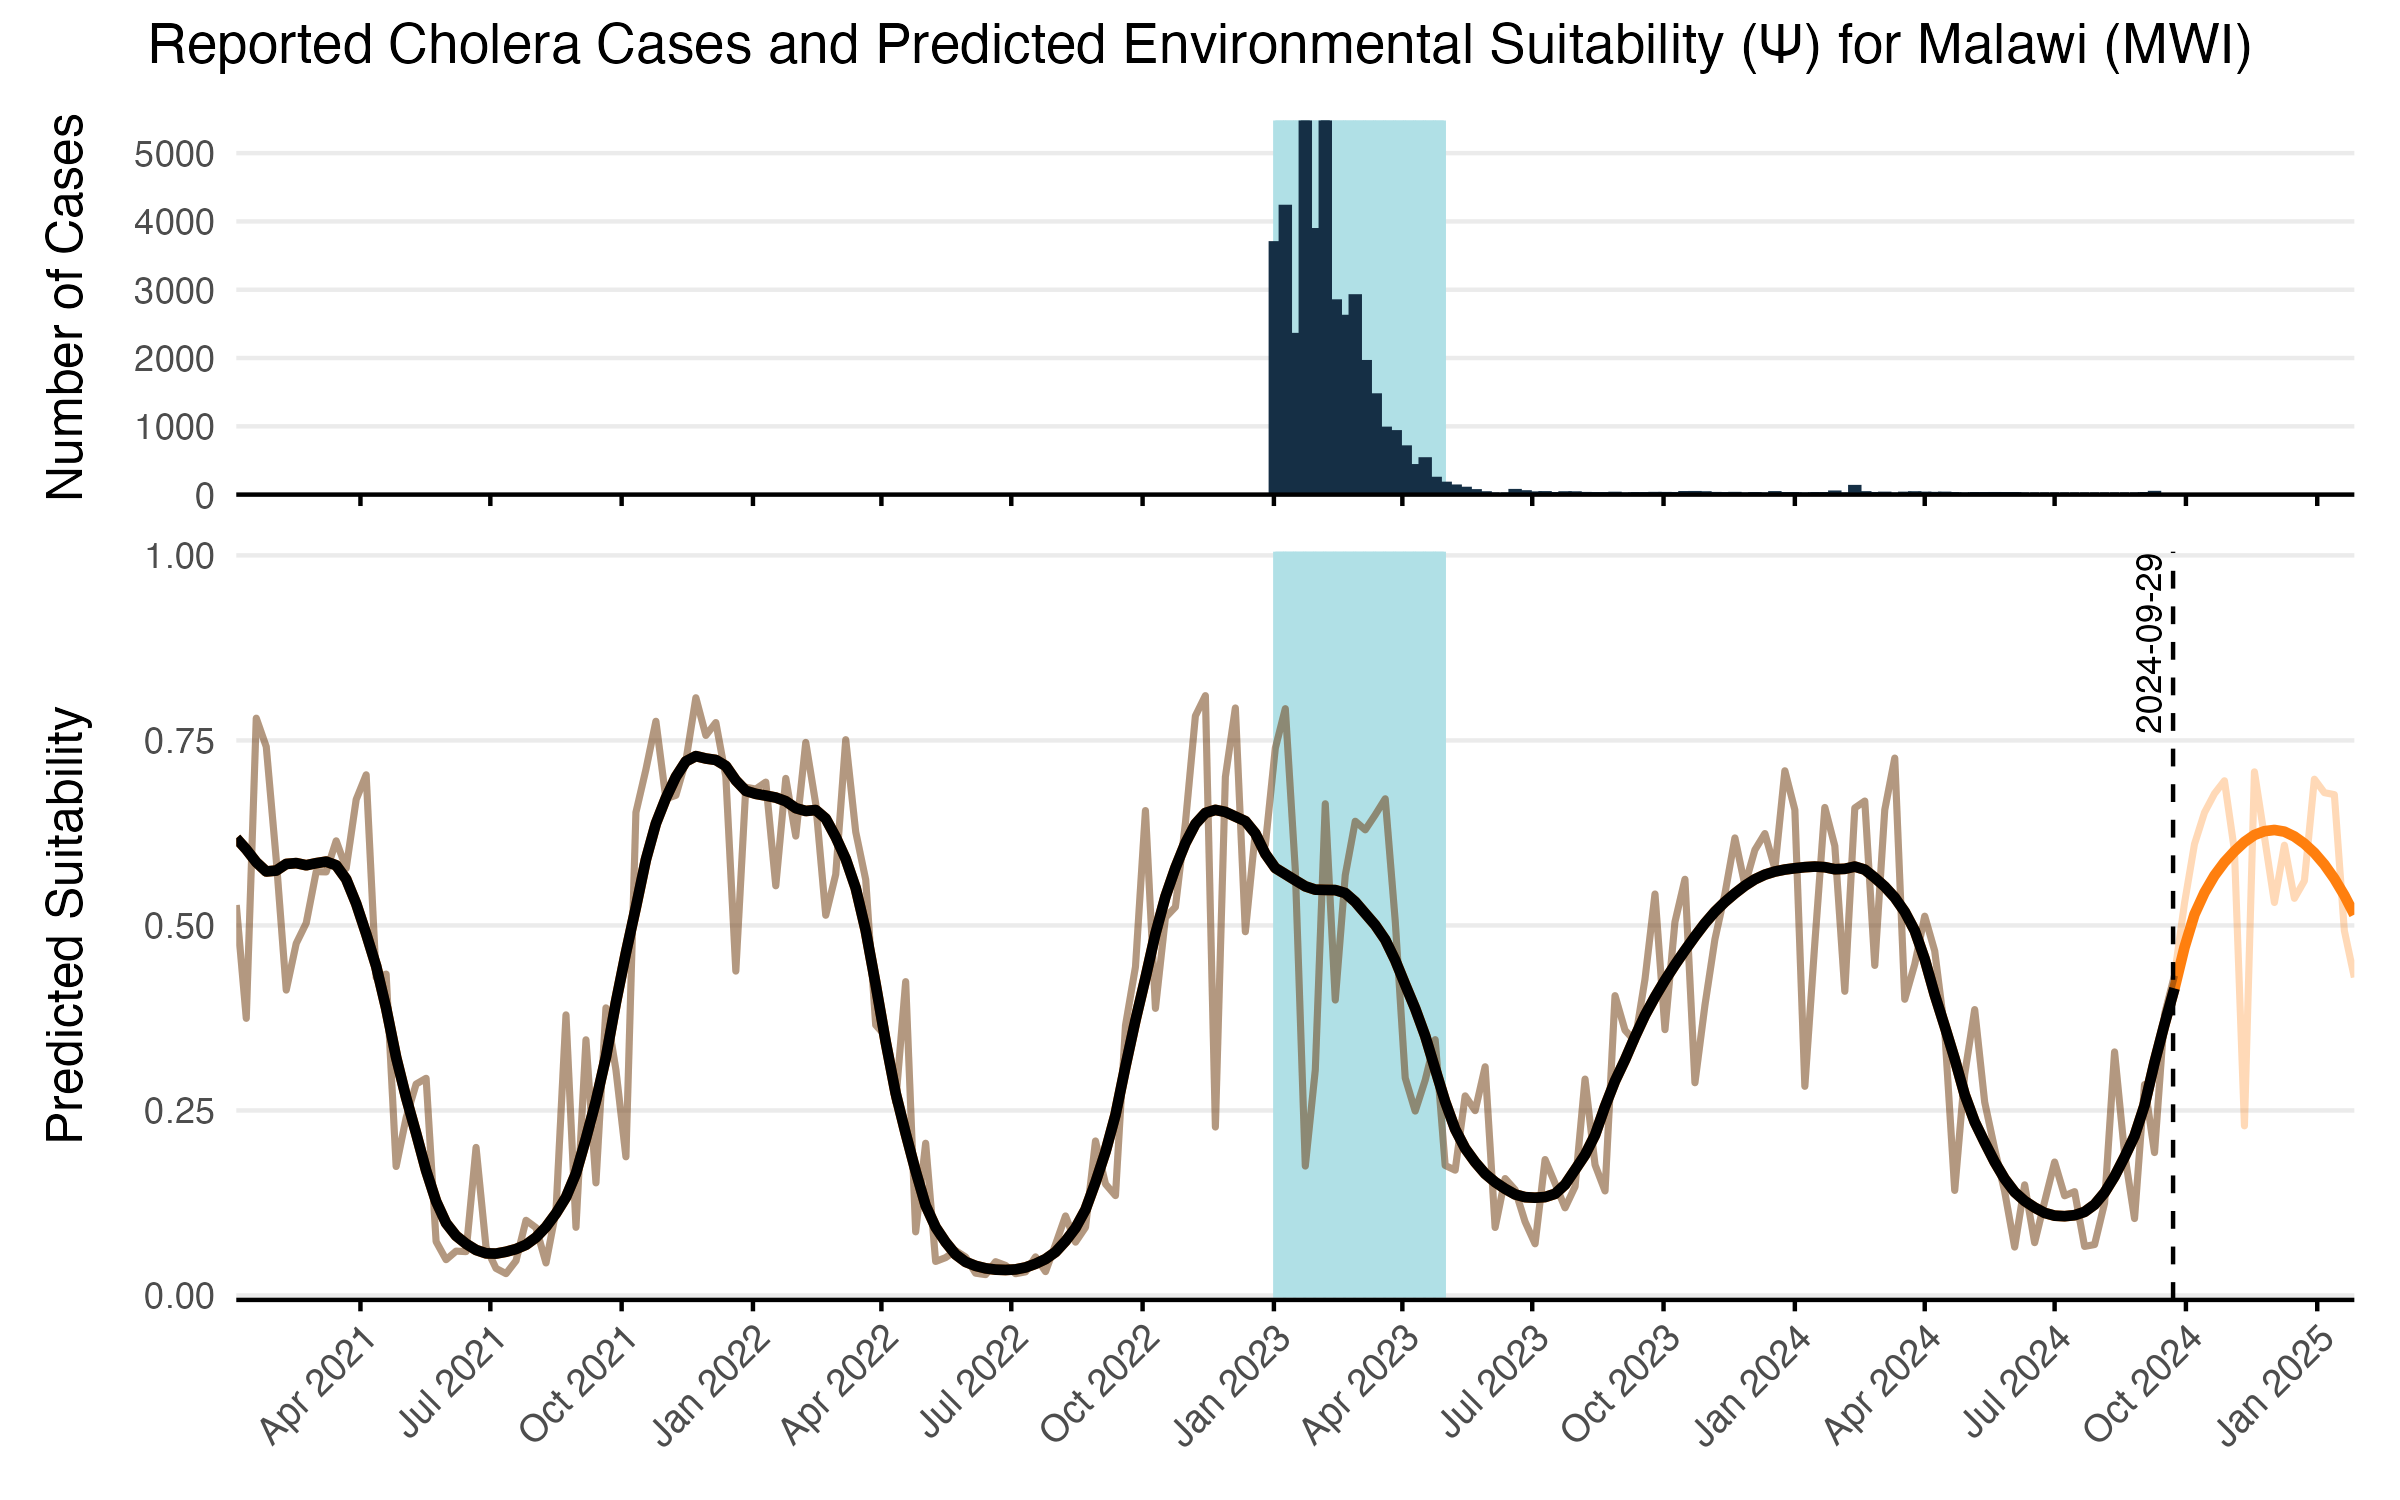 Reported Cholera Cases and Predicted Environmental Suitability (Ψ) for Malawi (MWI)
Number of Cases
5000
4000
3000
2000
1000
0
Predicted Suitability
1.00
0.75
0.50
0.25
0.00
2024-09-29
Apr 2021
Jul 2021
Oct 2021
Jan 2022
Apr 2022
Jul 2022
Oct 2022
Jan 2023
Apr 2023
Jul 2023
Oct 2023
Jan 2024
Apr 2024
Jul 2024
Oct 2024
Jan 2025